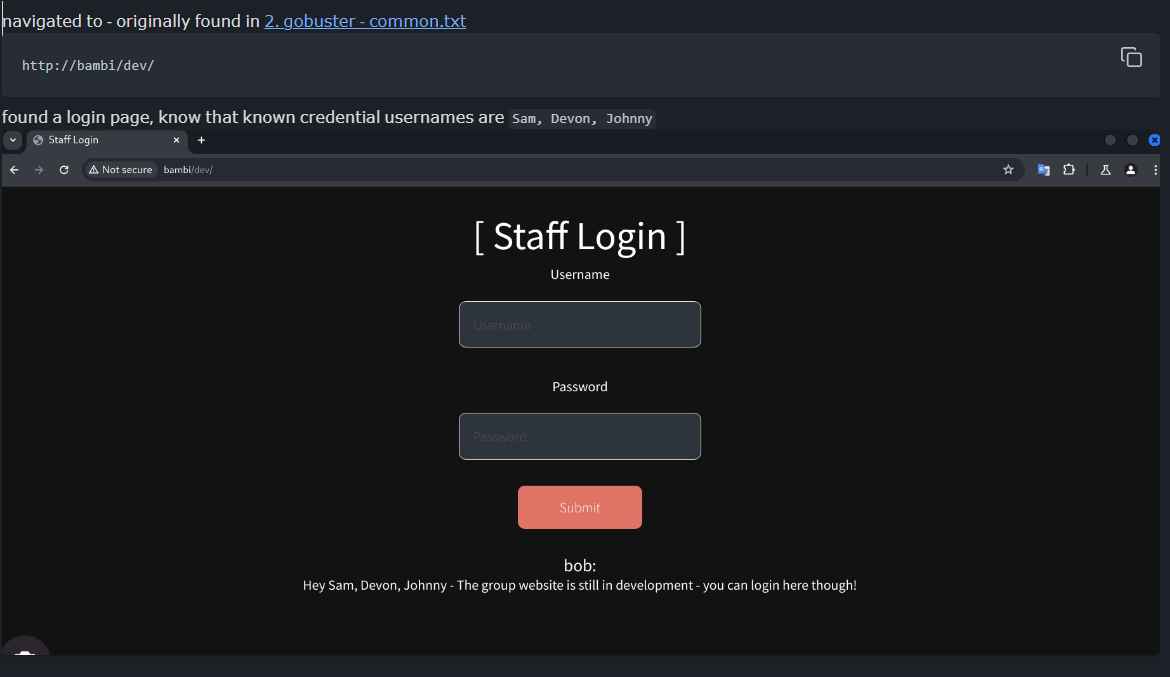 navigated to - originally found in 2. gobuster - common.txt
http://bambi/dev/
found a login page, know that known credential usernames are Sam, Devon, Johnny
Staff Login
Not secure bambi/dev/
[ Staff Login ]
Username
Username
Password
Password
Submit
bob:
Hey Sam, Devon, Johnny - The group website is still in development - you can login here though!